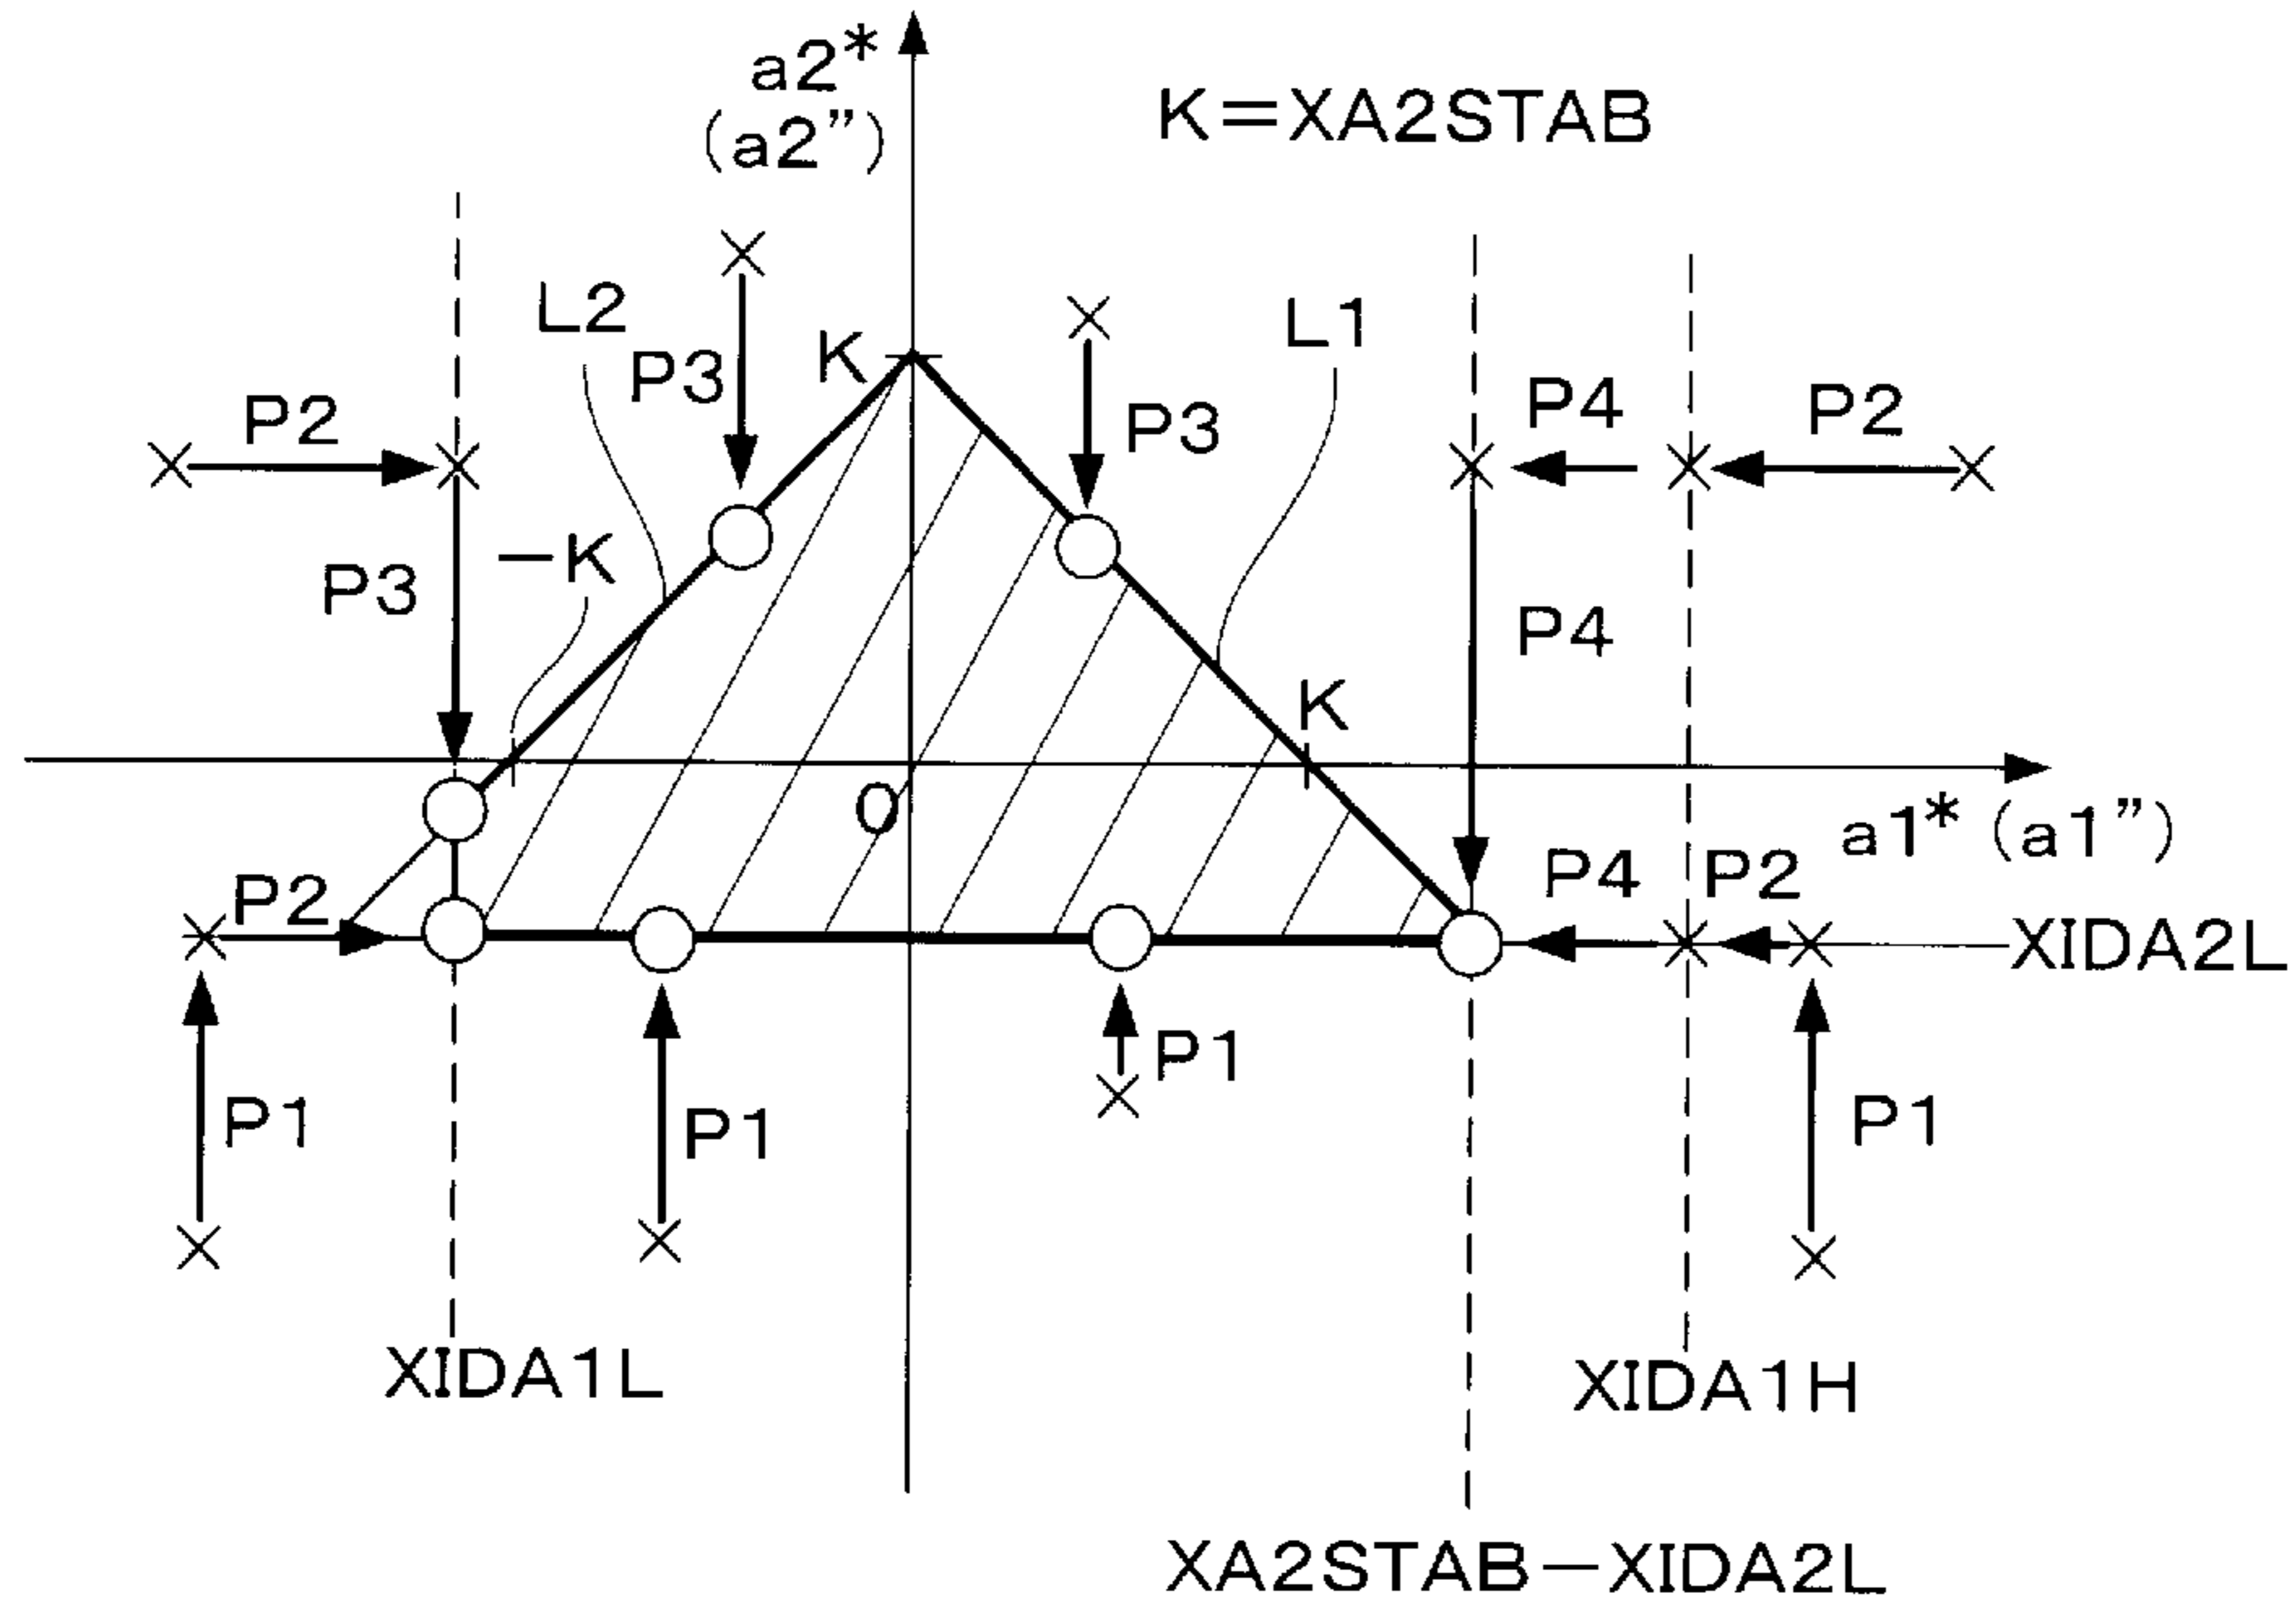 a2*
(a2")
K=XA2STAB
L2
L1
P3
K
P2
P3
P4
P2
−K
P3
P4
K
0
a1* (a1")
P2
P4
P2
XIDA2L
P1
P1
P1
P1
XIDA1L
XIDA1H
XA2STAB−XIDA2L